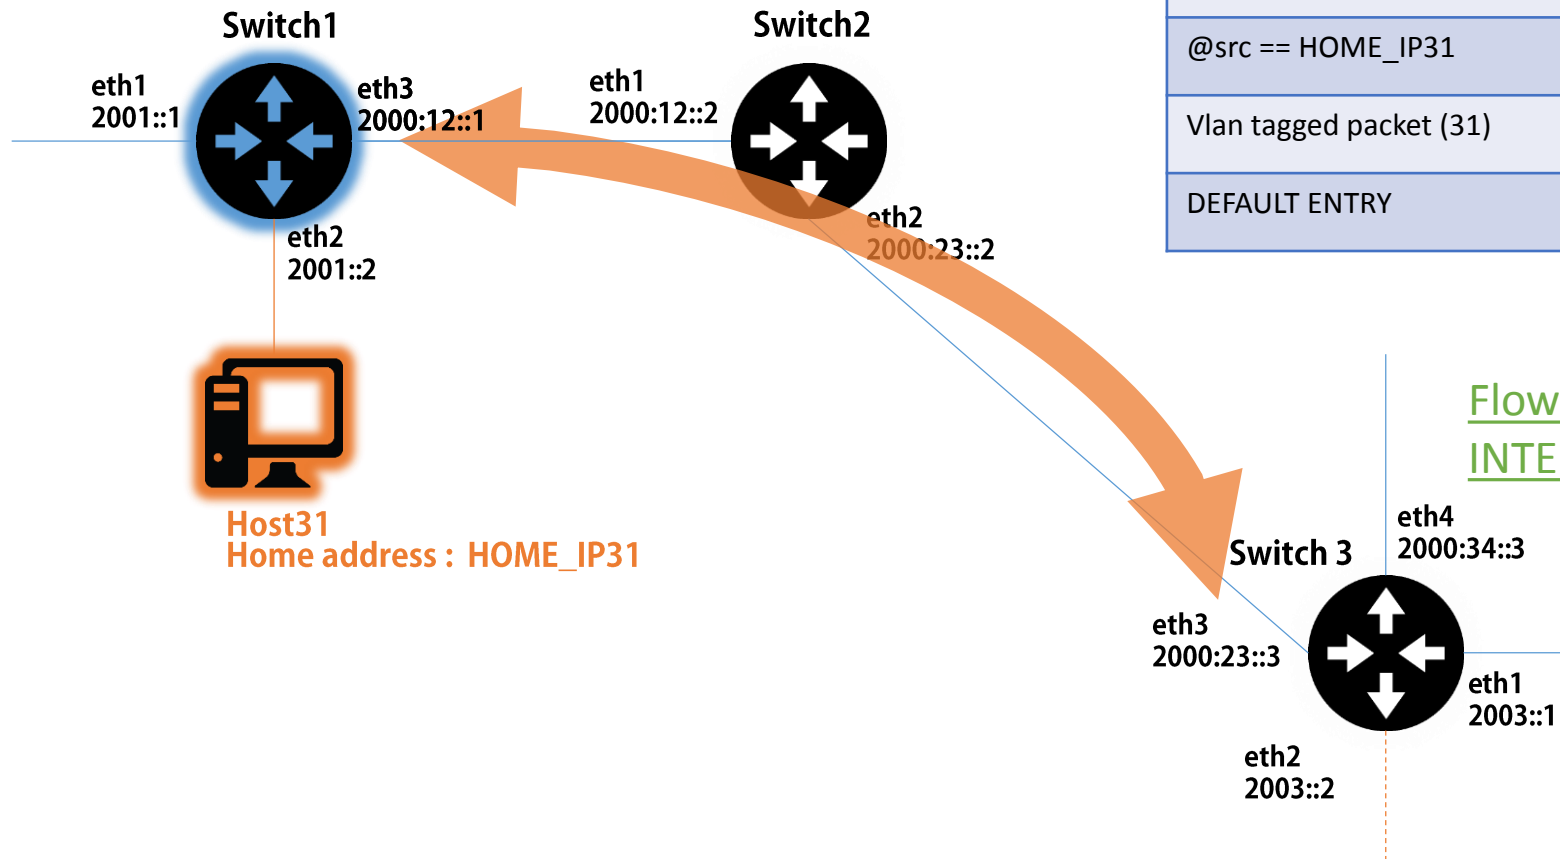 Switch1
Switch2
@src == HOME_IP31
eth1
2001::1
eth3
2000:12::1
eth1
2000:12::2
Vlan tagged packet (31)
DEFAULT ENTRY
eth2
2001::2
eth2
2000:23::2
Flow
INTE
Host31
Home address : HOME_IP31
eth4
2000:34::3
Switch 3
eth3
2000:23::3
eth1
2003::1
eth2
2003::2